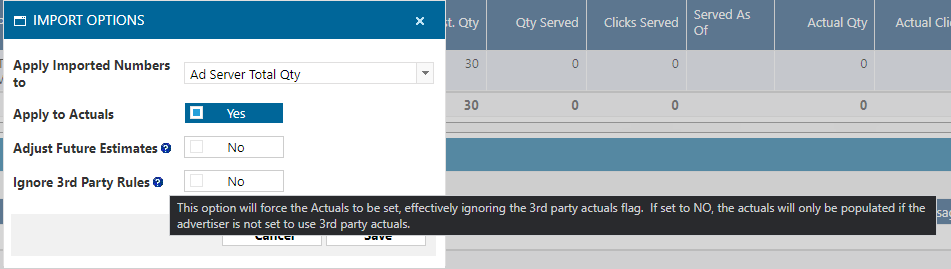 IMPORT OPTIONS
st. Qty
Qty Served
Clicks Served
Served As
Of
Actual Qty
Actual Clic
Apply Imported Numbers
to
Ad Server Total Qty
30
0
0
0
Apply to Actuals
Yes
30
0
0
0
Adjust Future Estimates
No
Ignore 3rd Party Rules
No
This option will force the Actuals to be set, effectively ignoring the 3rd party actuals flag. If set to NO, the actuals will only be populated if the
advertiser is not set to use 3rd party actuals.
Cancel
Save